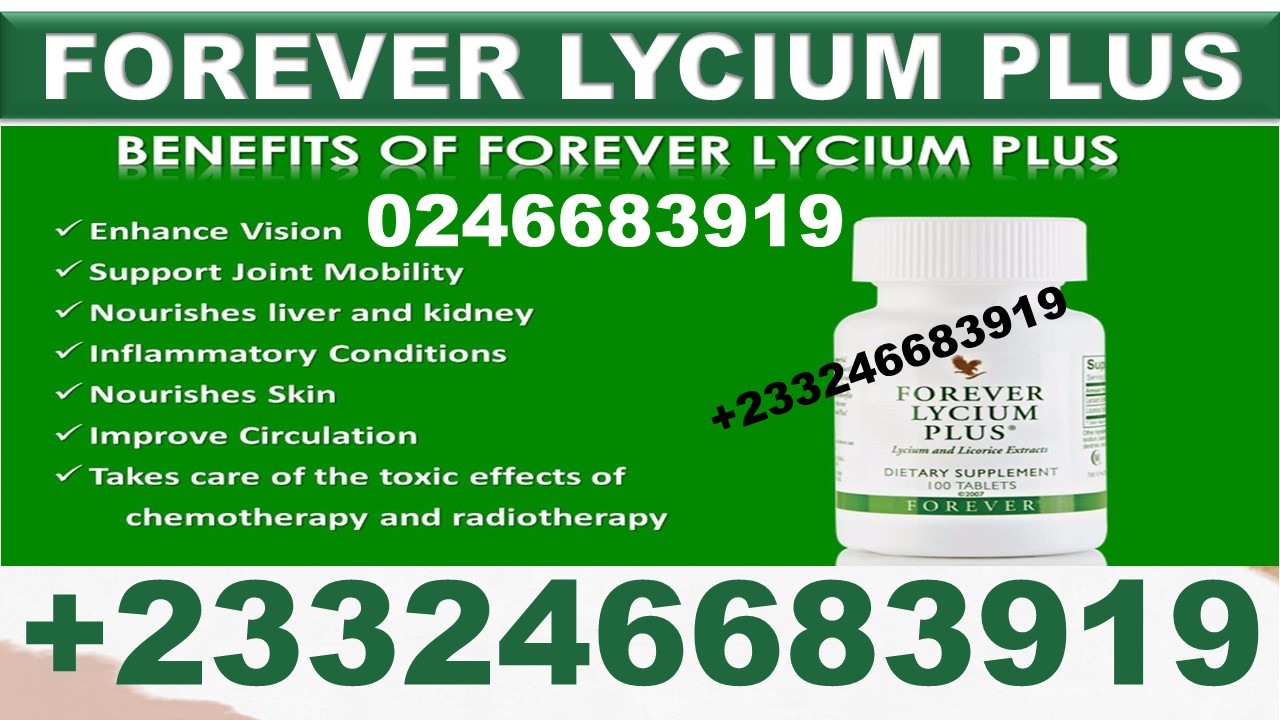 FOREVER LYCIUM PLUS
BENEFITS OF FOREVER LYCIUM PLUS
0246683919
✓ Enhance Vision
✓ Support Joint Mobility
✓ Nourishes liver and kidney
✓ Inflammatory Conditions
✓ Nourishes Skin
✓ Improve Circulation
✓ Takes care of the toxic effects of
chemotherapy and radiotherapy
+233246683919
FOREVER
LYCIUM
PLUS®
Lycium and Licorice Extracts
DIETARY SUPPLEMENT
100 TABLETS
©2007
FOREVER
+233246683919